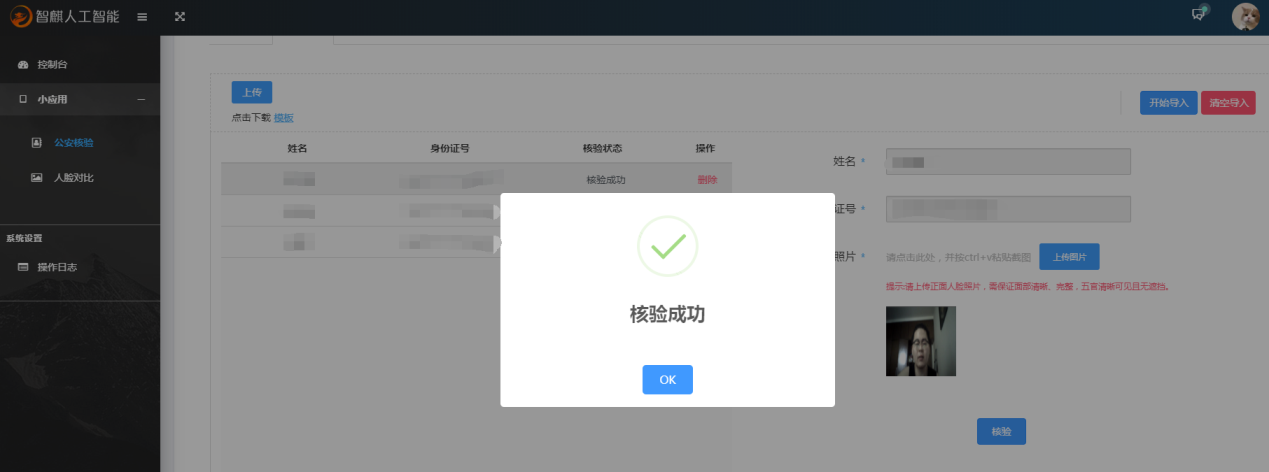 智麒人工智能
控制台
小应用
公安核验
人脸对比
系统设置
操作日志
上传
点击下载 模板
开始导入
清空导入
姓名 身份证号 核验状态 操作
核验成功 删除
姓名 *
证号 *
照片 *
请点击此处，并按ctrl+v粘贴截图
上传图片
提示:请上传正面人脸照片，需保证面部清晰、完整，五官清晰可见且无遮挡。
核验
核验成功
OK